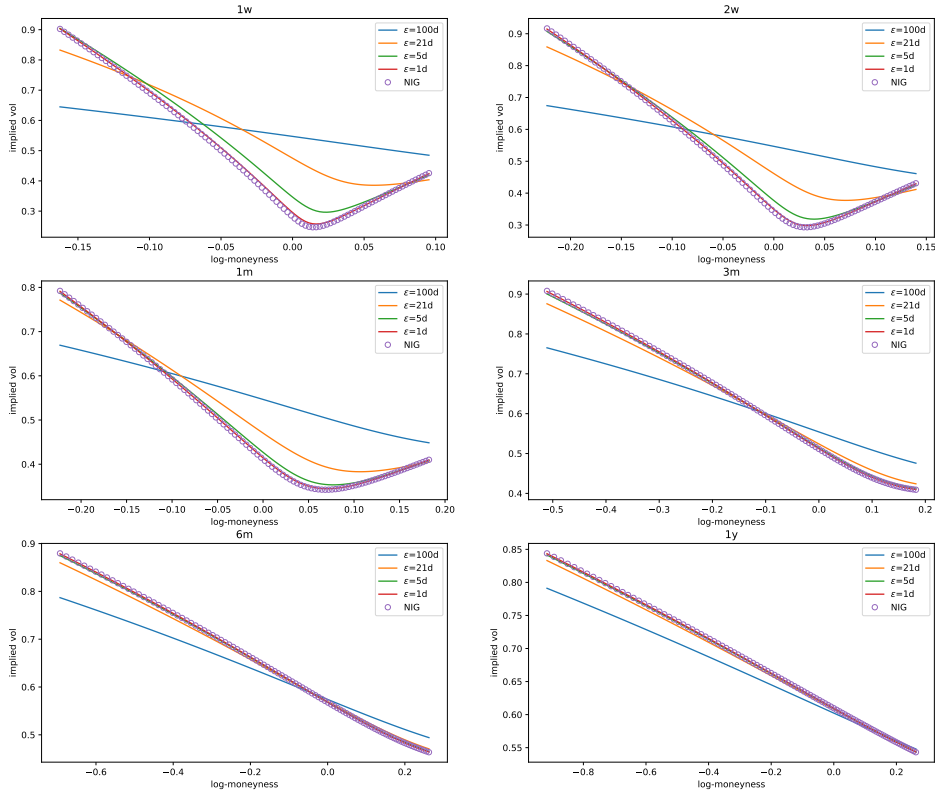 1w
implied vol
0.9
0.8
0.7
0.6
0.5
0.4
0.3
−0.15
−0.10
−0.05
0.00
0.05
0.10
log-moneyness
ε=100d
ε=21d
ε=5d
ε=1d
NIG
2w
implied vol
0.9
0.8
0.7
0.6
0.5
0.4
0.3
−0.20
−0.15
−0.10
−0.05
0.00
0.05
0.10
0.15
log-moneyness
ε=100d
ε=21d
ε=5d
ε=1d
NIG
1m
implied vol
0.8
0.7
0.6
0.5
0.4
−0.20
−0.15
−0.10
−0.05
0.00
0.05
0.10
0.15
0.20
log-moneyness
ε=100d
ε=21d
ε=5d
ε=1d
NIG
3m
implied vol
0.9
0.8
0.7
0.6
0.5
0.4
−0.5
−0.4
−0.3
−0.2
−0.1
0.0
0.1
0.2
log-moneyness
ε=100d
ε=21d
ε=5d
ε=1d
NIG
6m
implied vol
0.9
0.8
0.7
0.6
0.5
−0.6
−0.4
−0.2
0.0
0.2
log-moneyness
ε=100d
ε=21d
ε=5d
ε=1d
NIG
1y
implied vol
0.85
0.80
0.75
0.70
0.65
0.60
0.55
−0.8
−0.6
−0.4
−0.2
0.0
0.2
log-moneyness
ε=100d
ε=21d
ε=5d
ε=1d
NIG